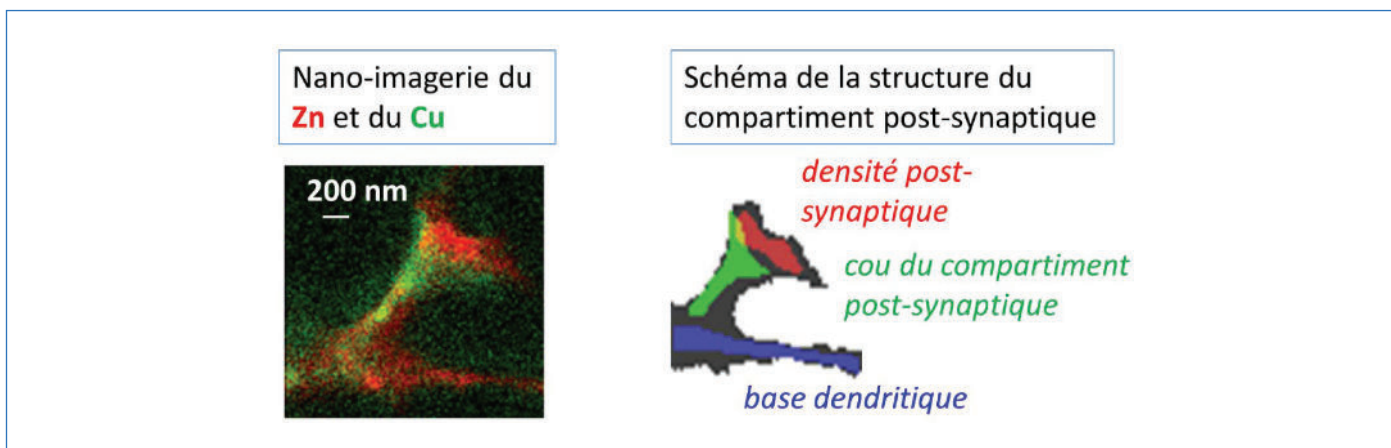 Nano-imagerie du
Zn et du Cu
Schéma de la structure du
compartiment post-synaptique
200 nm
densité post-
synaptique
cou du compartiment
post-synaptique
base dendritique